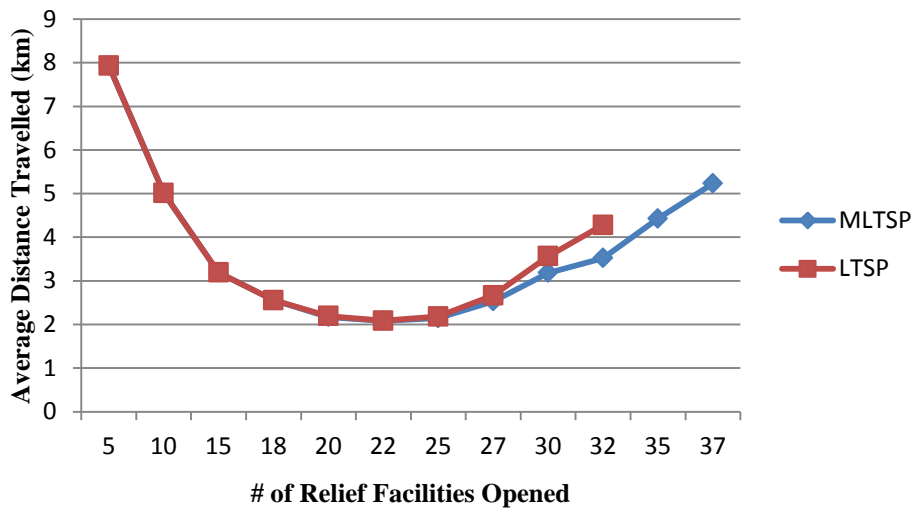 9
8
7
6
5
4
3
2
1
0
Average Distance Travelled (km)
5 10 15 18 20 22 25 27 30 32 35 37
# of Relief Facilities Opened
MLTSP
LTSP